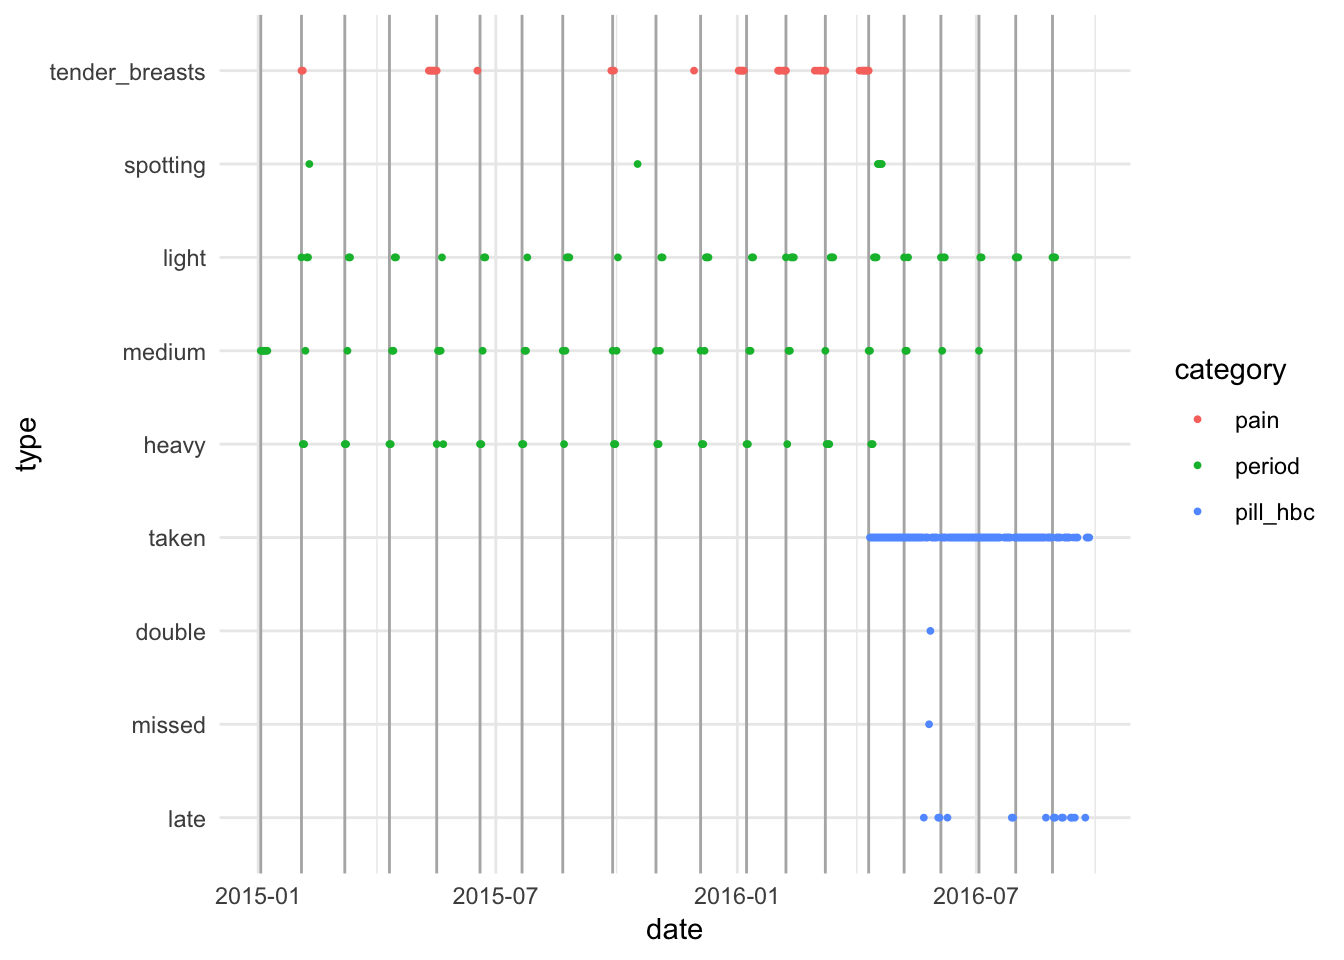 tender_breasts
spotting
light
medium
heavy
taken
double
missed
late
type
2015-01
2015-07
2016-01
2016-07
date
category
pain
period
pill_hbc